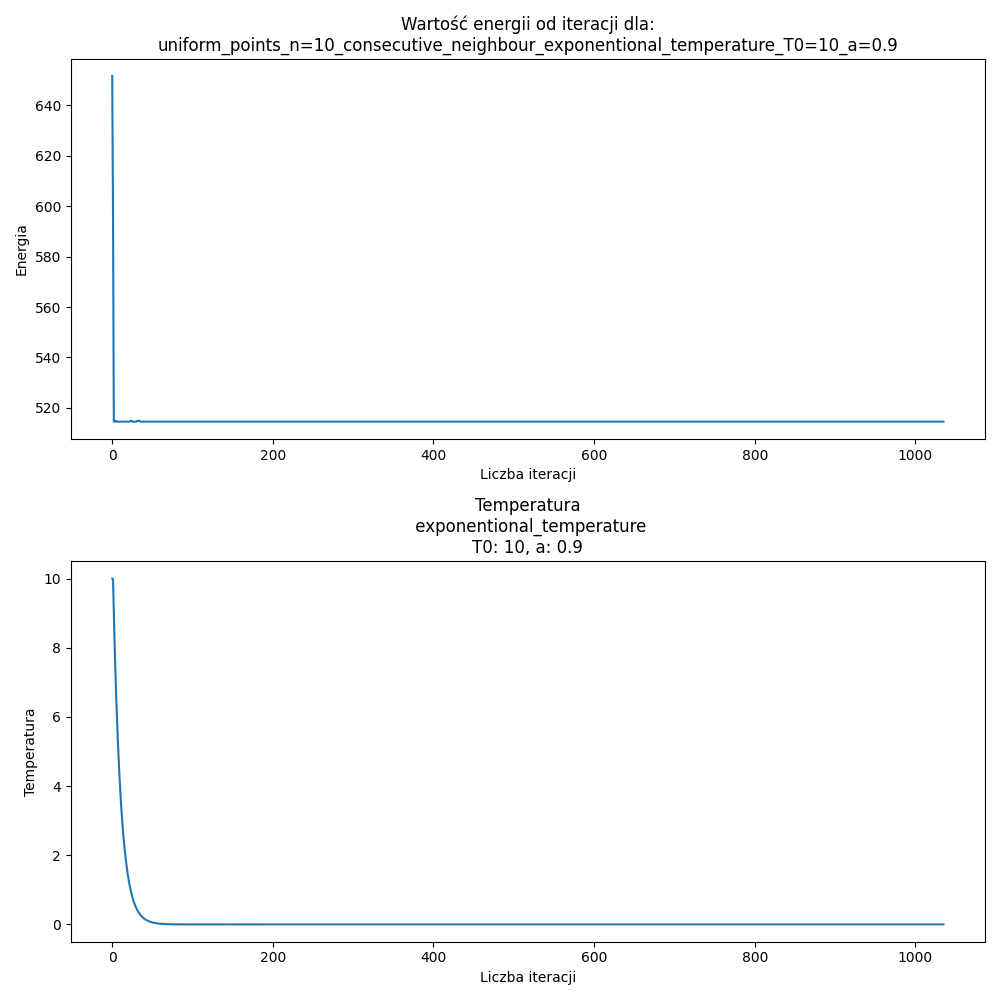 Wartość energii od iteracji dla:
uniform_points_n=10_consecutive_neighbour_exponentional_temperature_T0=10_a=0.9
640
620
600
580
560
540
520
Energia
0 200 400 600 800 1000
Liczba iteracji
Temperatura
exponentional_temperature
T0: 10, a: 0.9
10
8
6
4
2
0
Temperatura
0 200 400 600 800 1000
Liczba iteracji